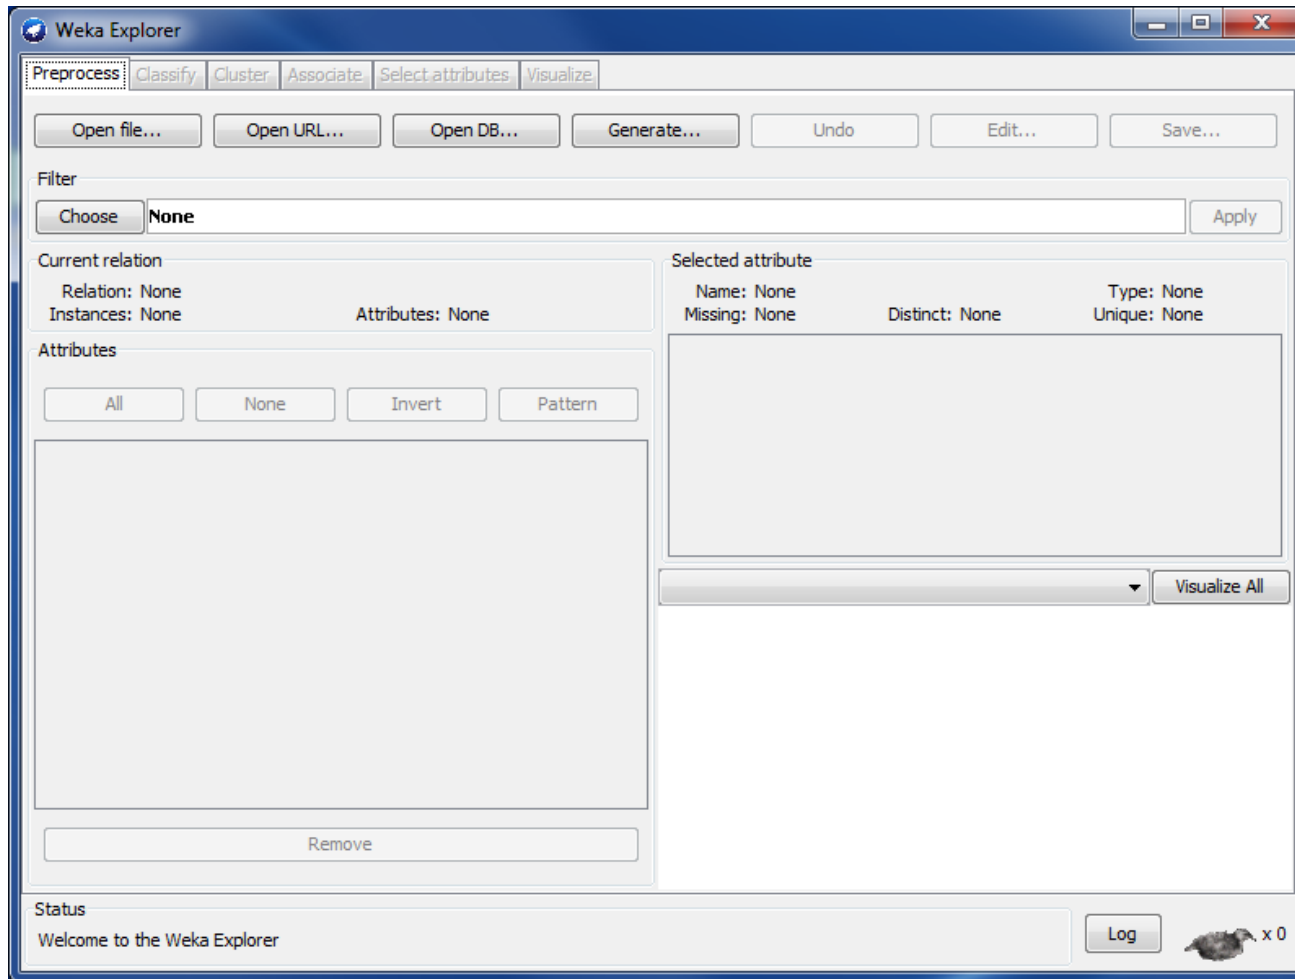 Weka Explorer
Preprocess Classify Cluster Associate Select attributes Visualize
Open file... Open URL... Open DB... Generate... Undo Edit... Save...
Filter
Choose None Apply
Current relation
Relation: None
Instances: None Attributes: None
Selected attribute
Name: None Type: None
Missing: None Distinct: None Unique: None
Attributes
All None Invert Pattern
Visualize All
Remove
Status
Welcome to the Weka Explorer
Log x 0